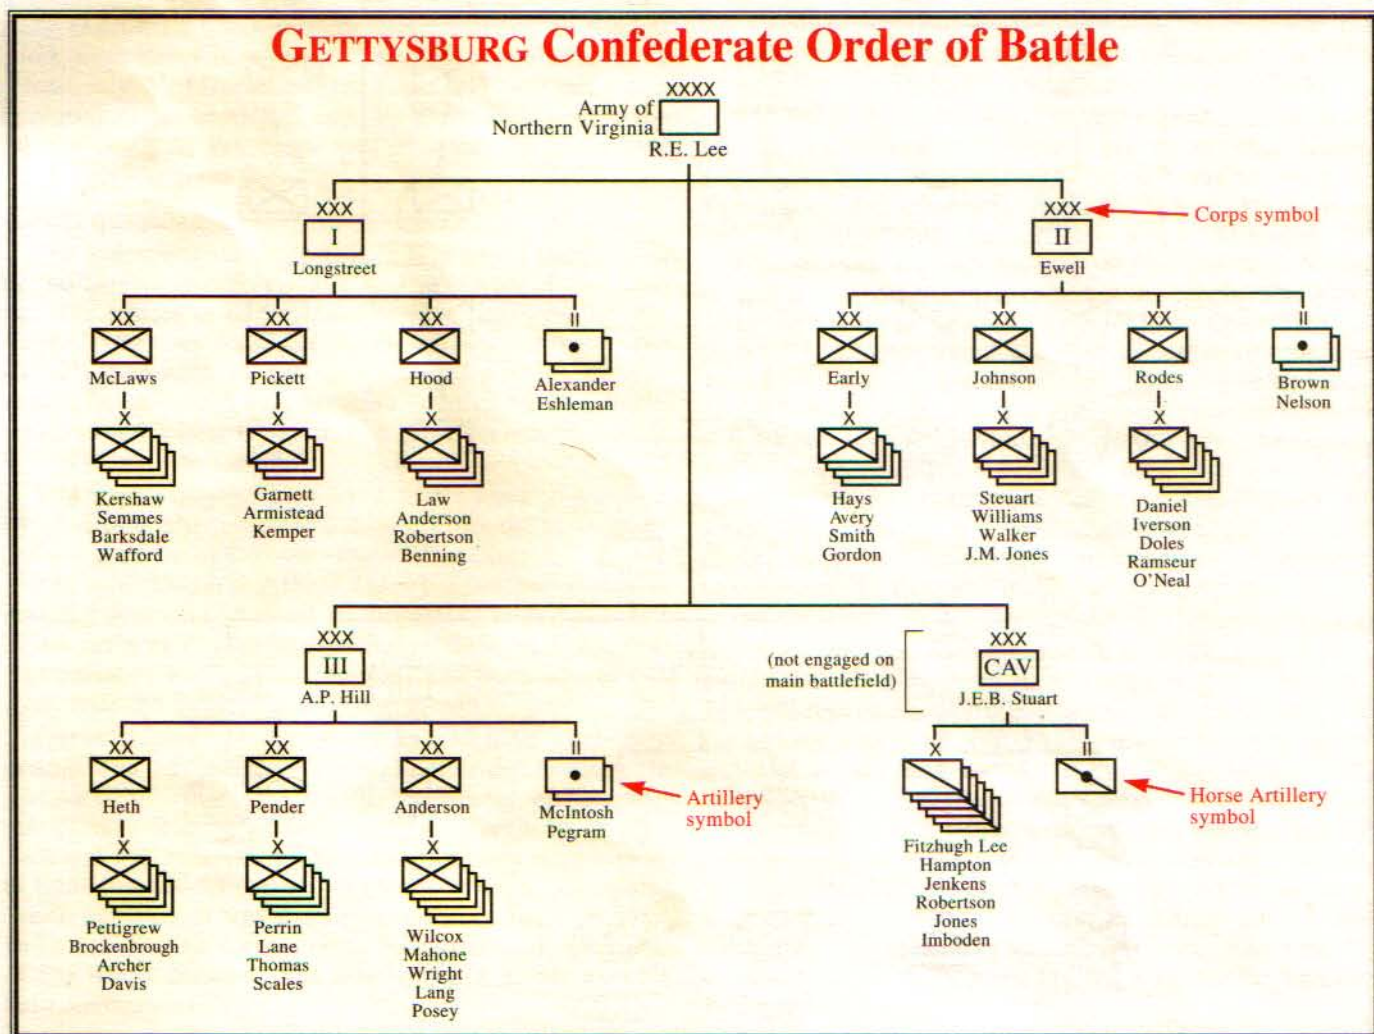 GETTYSBURG Confederate Order of Battle
XXXX
Army of
Northern Virginia
R.E. Lee
XXX
I
Longstreet
XXX
Corps symbol
II
Ewell
XX
McLaws
XX
Pickett
XX
Hood
II
Alexander
Eshleman
X
Kershaw
Semmes
Barksdale
Wafford
X
Garnett
Armistead
Kemper
X
Law
Anderson
Robertson
Benning
XX
Early
XX
Johnson
XX
Rodes
II
Brown
Nelson
X
Hays
Avery
Smith
Gordon
X
Steuart
Williams
Walker
J.M. Jones
X
Daniel
Iverson
Doles
Ramseur
O'Neal
XXX
III
A.P. Hill
(not engaged on
main battlefield)
XXX
CAV
J.E.B. Stuart
XX
Heth
XX
Pender
XX
Anderson
II
McIntosh
Pegram
Artillery
symbol
X
Pettigrew
Brockenbrough
Archer
Davis
X
Perrin
Lane
Thomas
Scales
X
Wilcox
Mahone
Wright
Lang
Posey
X
Fitzhugh Lee
Hampton
Jenkens
Robertson
Jones
Imboden
II
Horse Artillery
symbol